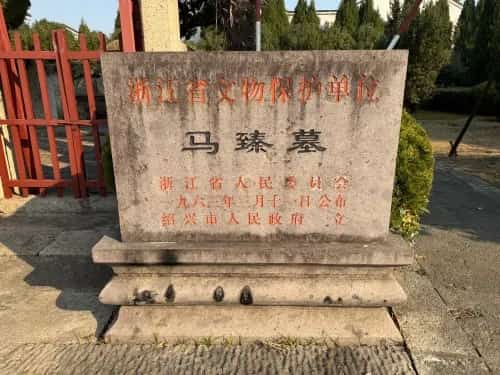 浙江省文物保护单位
马臻墓
浙江省人民委员会
一九六三年三月十一日公布
绍兴市人民政府 立